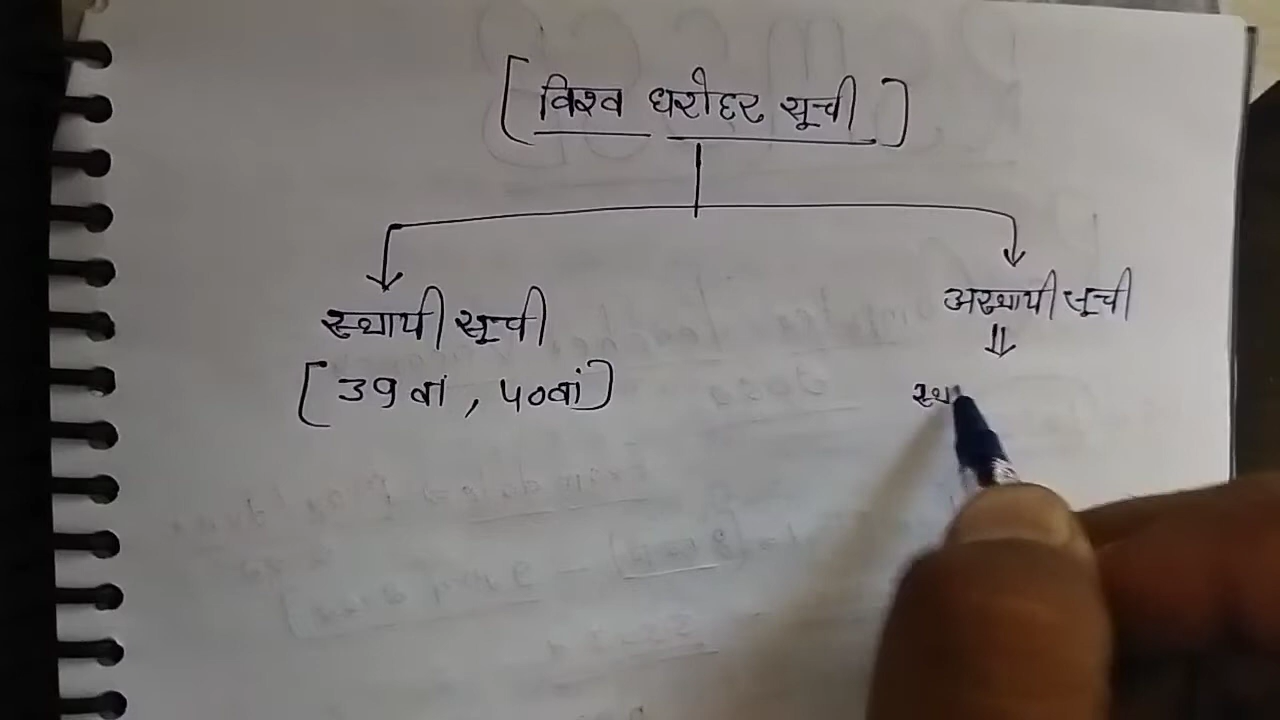 [विश्व धरोहर सूची]
स्थायी सूची
अस्थायी सूची
[39वां, 40वां]
स्था